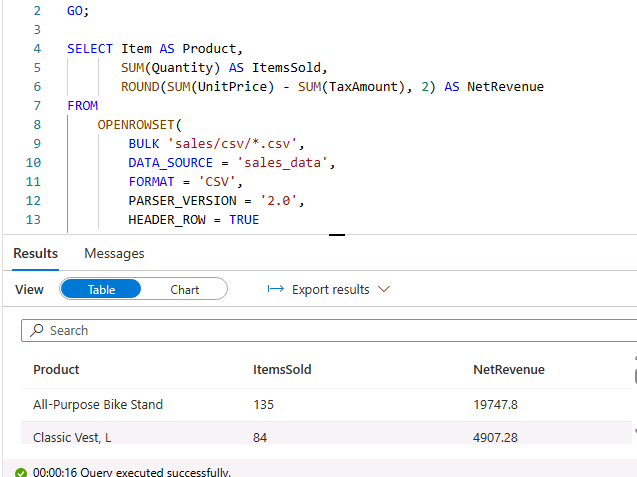 2 GO;
3
4 SELECT Item AS Product,
5 SUM(Quantity) AS ItemsSold,
6 ROUND(SUM(UnitPrice) - SUM(TaxAmount), 2) AS NetRevenue
7 FROM
8 OPENROWSET(
9 BULK 'sales/csv/*.csv',
10 DATA_SOURCE = 'sales_data',
11 FORMAT = 'CSV',
12 PARSER_VERSION = '2.0',
13 HEADER_ROW = TRUE
Results Messages
View Table Chart Export results
Search
Product ItemsSold NetRevenue
All-Purpose Bike Stand 135 19747.8
Classic Vest, L 84 4907.28
00:00:16 Query executed successfully.